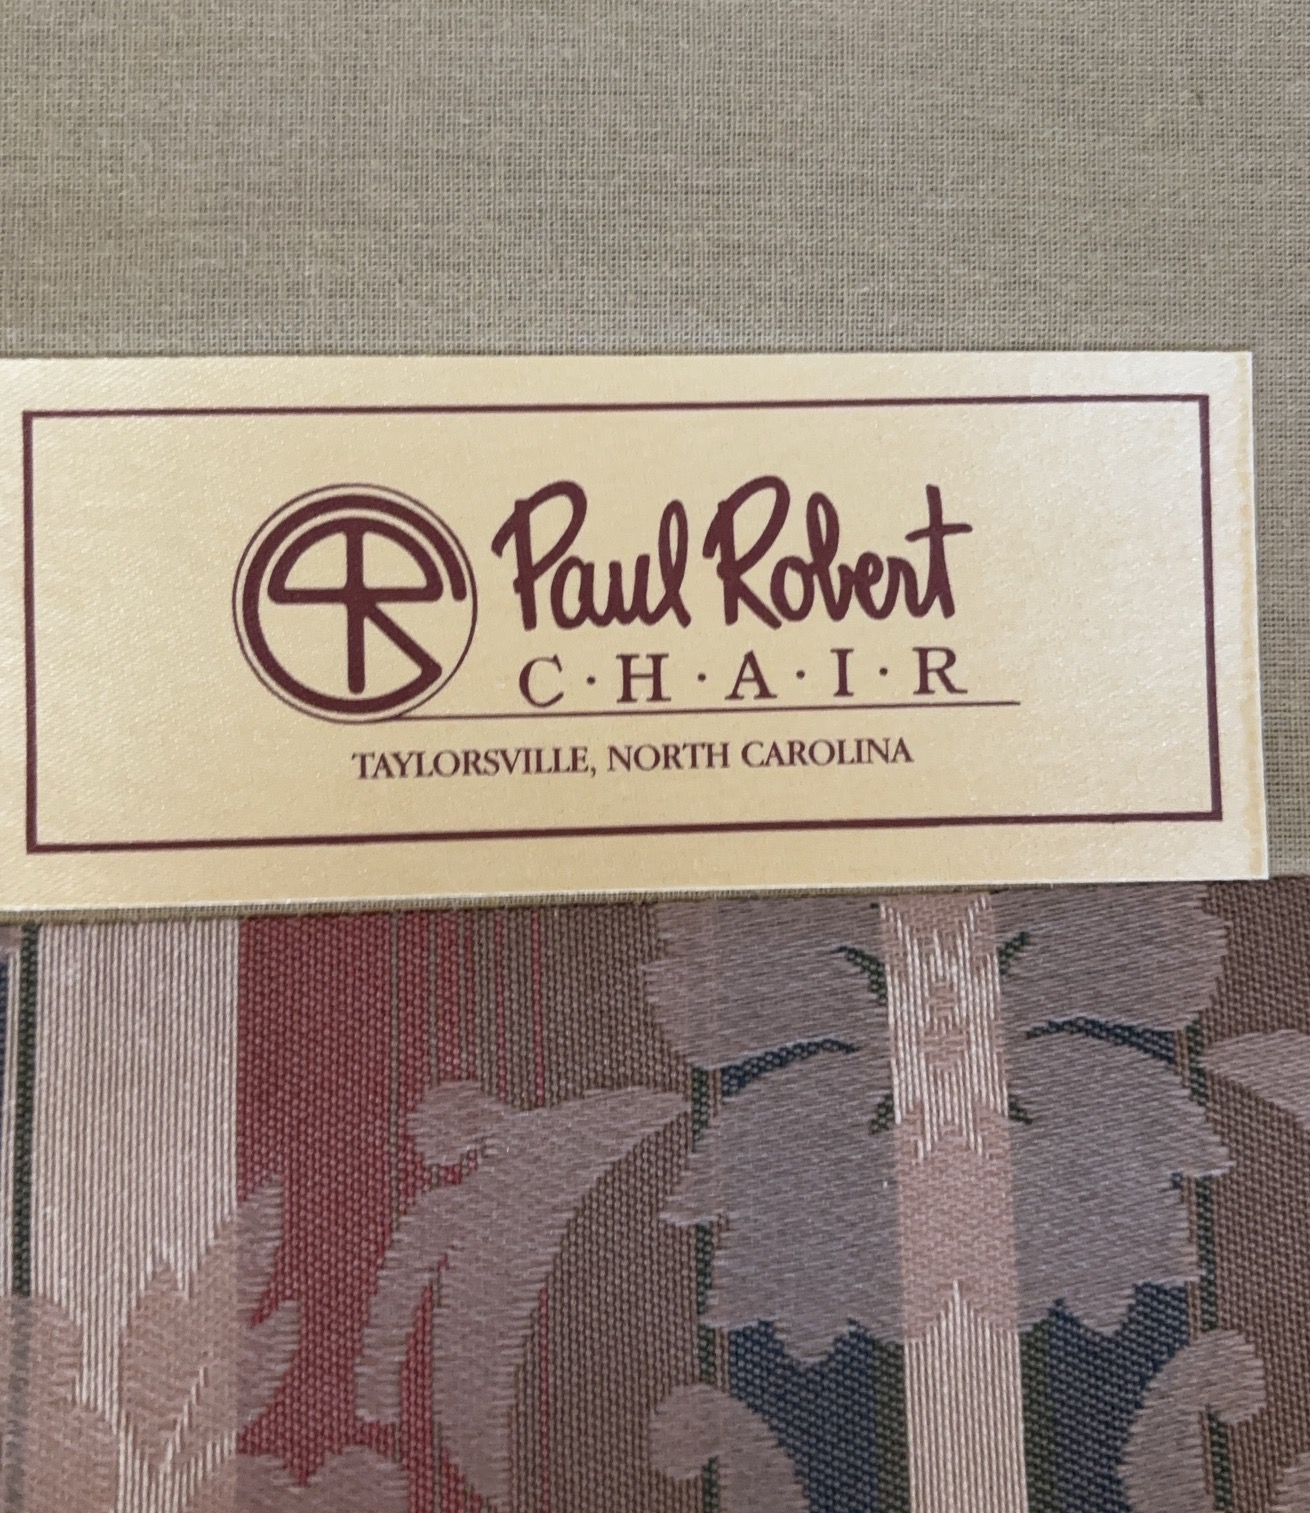 Paul Robert
C·H·A·I·R
TAYLORSVILLE, NORTH CAROLINA